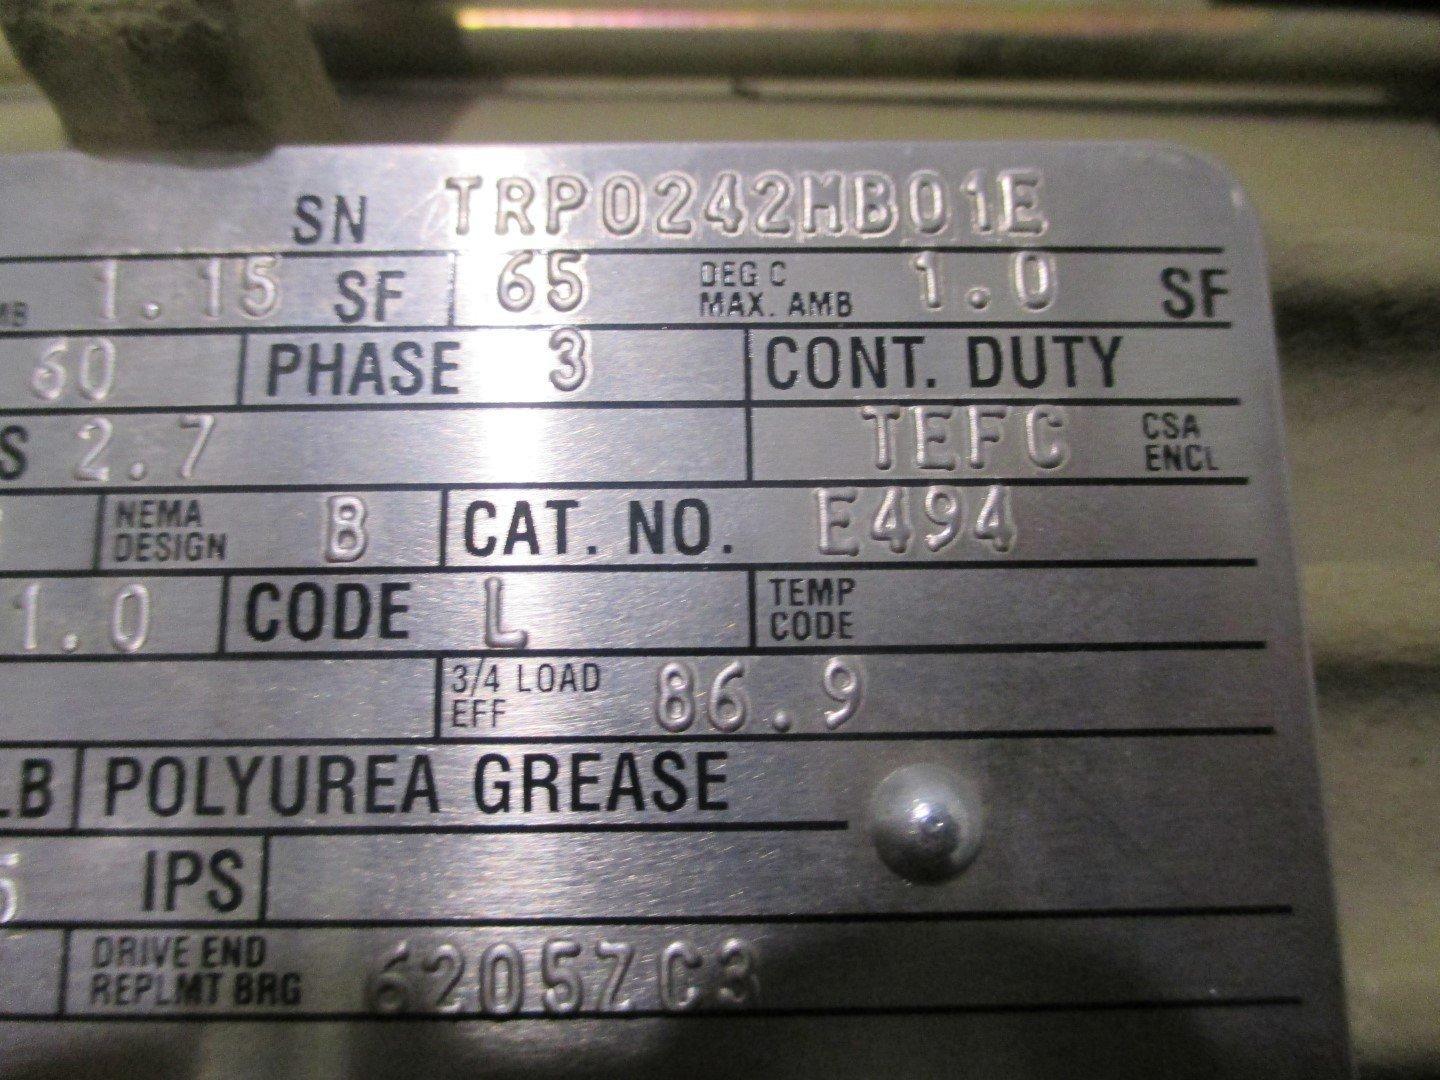 SN TRP0242MB01E
MB 1.15 SF 65 DEG C MAX. AMB 1.0 SF
60 PHASE 3 CONT. DUTY
S 2.7 TEFC CSA ENCL
NEMA DESIGN B CAT. NO. E494
1.0 CODE L TEMP CODE
3/4 LOAD EFF 86.9
LB POLYUREA GREASE
5 IPS
DRIVE END REPLMT BRG 6205ZC3